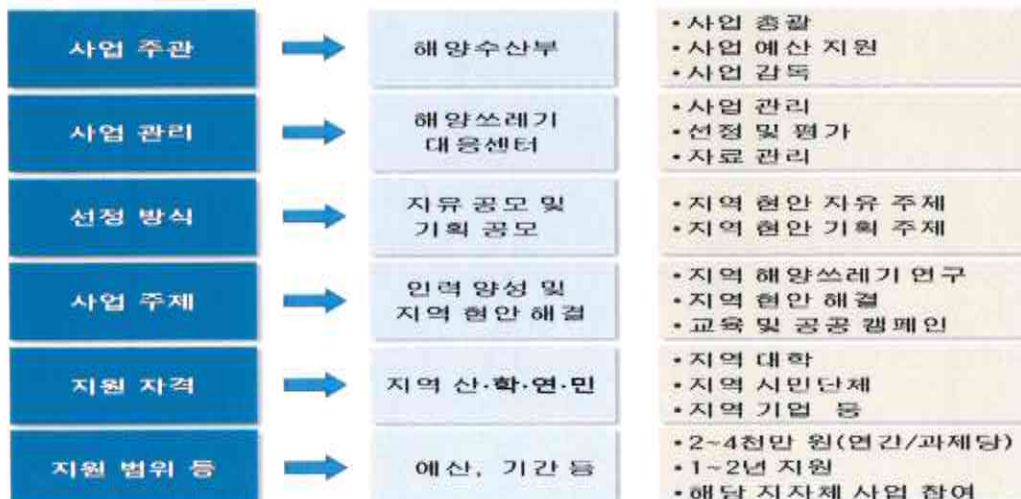 사업 주관
해양수산부
•사업 총괄
•사업 예산 지원
•사업 감독
사업 관리
해양쓰레기
대응센터
•사업 관리
•선정 및 평가
•자료 관리
선정 방식
자유 공모 및
기획 공모
•지역 현안 자유 주제
•지역 현안 기획 주제
사업 주제
인력 양성 및
지역 현안 해결
•지역 해양쓰레기 연구
•지역 현안 해결
•교육 및 공공 캠페인
지원 자격
지역 산·학·연·민
•지역 대학
•지역 시민단체
•지역 기업 등
지원 범위 등
예산, 기간 등
•2~4천만 원(연간/과제당)
•1~2년 지원
•해당 지자체 사업 참여